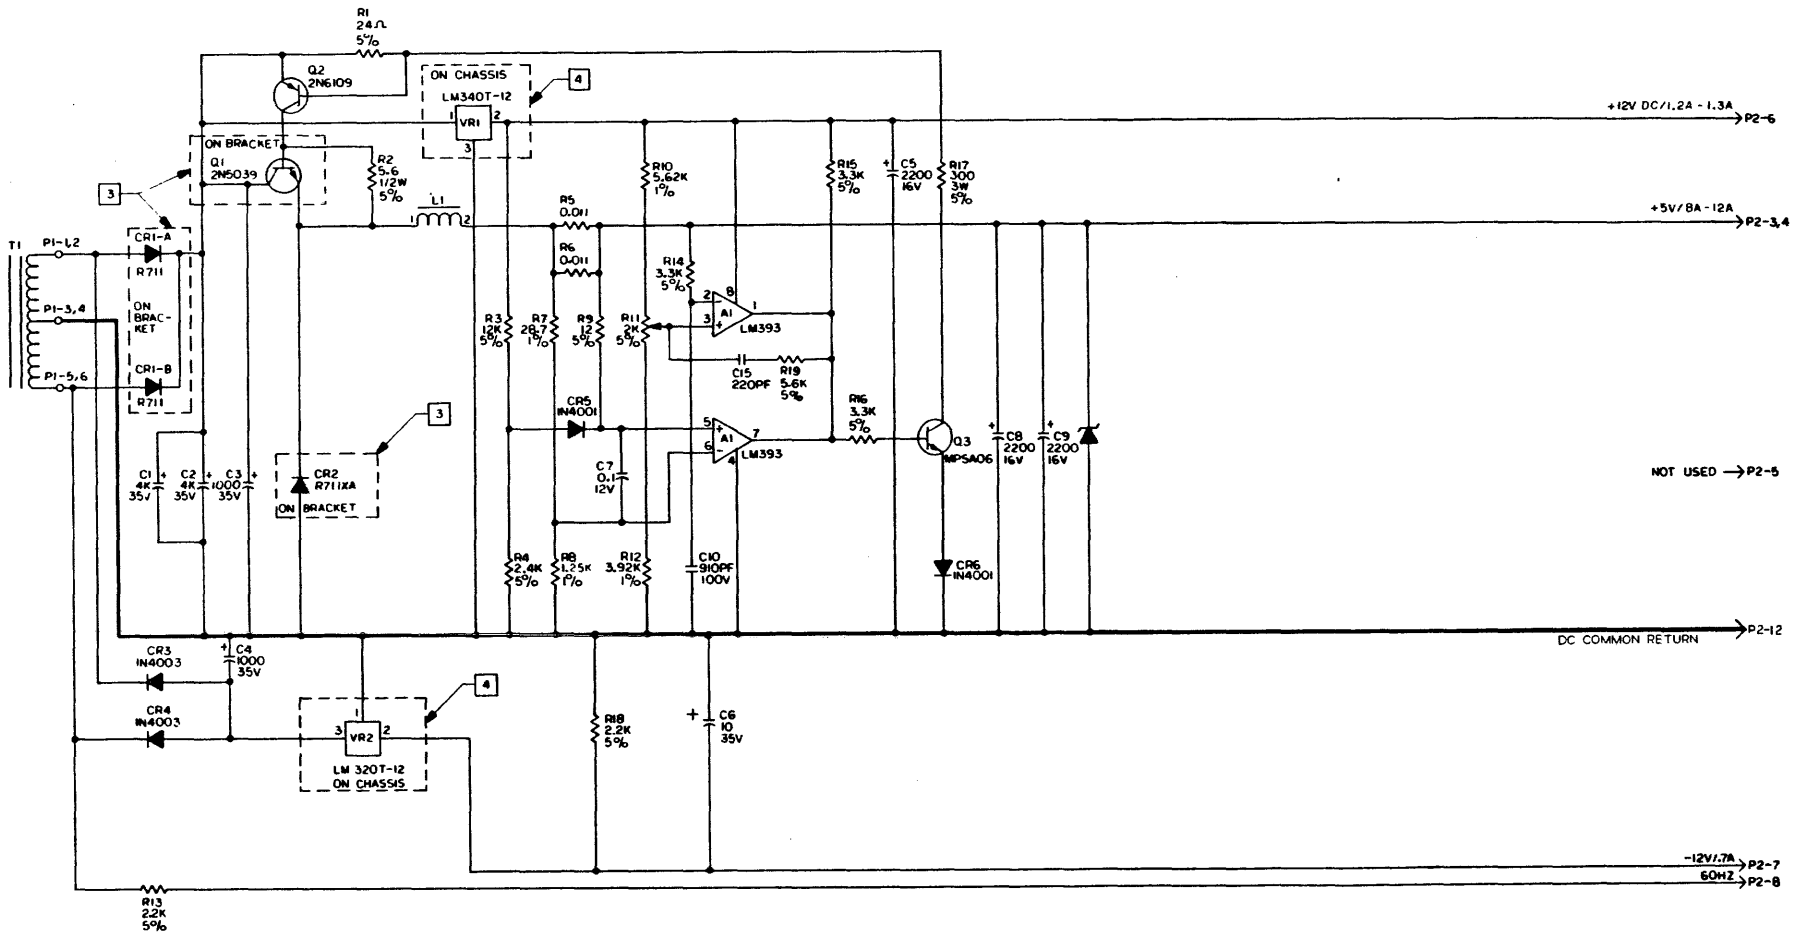 R1
24Ω
5%
Q2
2N6109
ON CHASSIS
4
LM340T-12
1
VR1
2
3
+12V DC/1.2A - 1.3A
P2-6
ON BRACKET
Q1
2N5039
R2
5.6
1/2W
5%
R10
5.62K
1%
R15
3.3K
5%
+
C5
2200
16V
R17
300
3W
5%
3
L1
1
2
R5
0.011
+5V/8A - 12A
P2-3,4
T1
P1-1,2
CR1-A
R711
R6
0.011
R14
3.3K
5%
ON
BRAC-
KET
P1-3,4
R3
12K
5%
R7
28.7
1%
R9
12
5%
R11
2K
5%
2
-
8
A1
1
3
+
LM393
P1-5,6
CR1-B
R711
C15
220PF
R19
5.6K
5%
3
CR5
1N4001
R16
3.3K
5%
5
+
A1
7
6
-
4
LM393
Q3
MPSA06
+
C8
2200
16V
+
C9
2200
16V
C1
4K
35V
+
C2
4K
35V
+
C3
1000
35V
+
CR2
R711XA
ON BRACKET
C7
0.1
12V
NOT USED
P2-5
R4
2.4K
5%
R8
1.25K
1%
R12
3.92K
1%
C10
910PF
100V
CR6
1N4001
DC COMMON RETURN
P2-12
CR3
1N4003
+
C4
1000
35V
4
CR4
1N4003
1
3
VR2
2
LM 320T-12
ON CHASSIS
R18
2.2K
5%
+
C6
10
35V
-12V/.7A
P2-7
60HZ
P2-8
R13
2.2K
5%